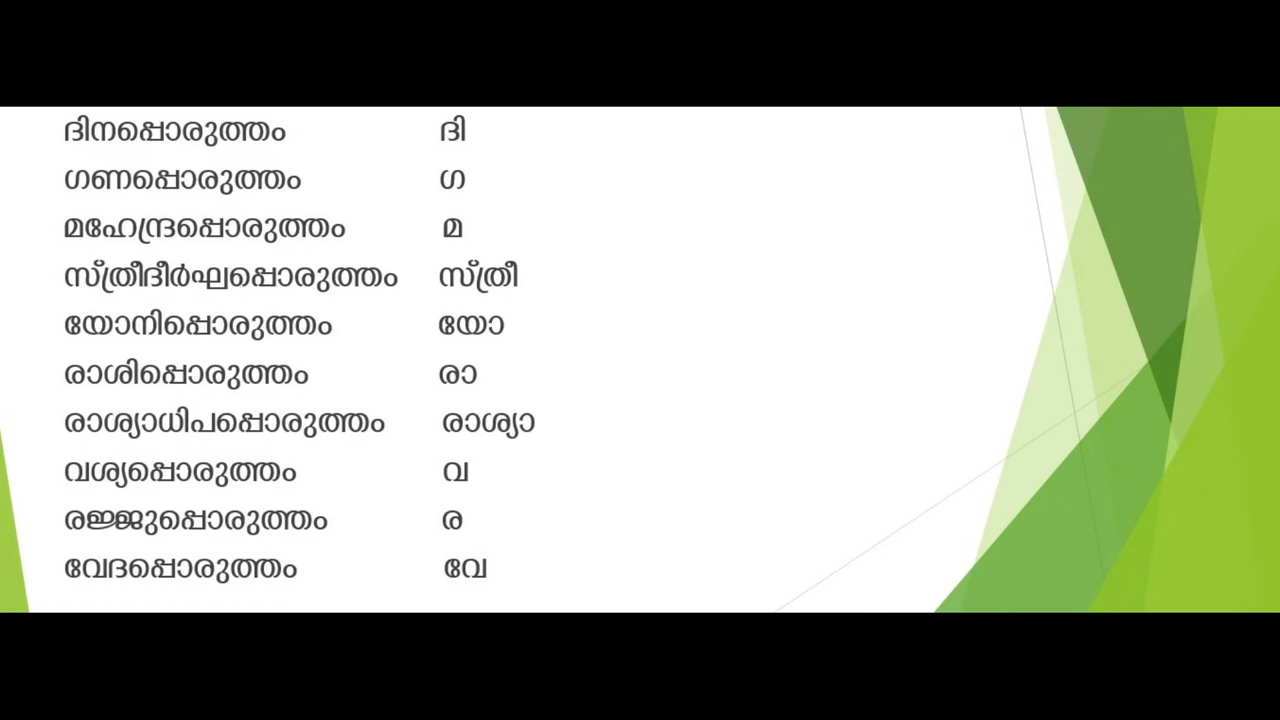 ദിനപ്പൊരുത്തം ദി
ഗണപ്പൊരുത്തം ഗ
മഹേന്ദ്രപ്പൊരുത്തം മ
സ്ത്രീദീർഘപ്പൊരുത്തം സ്ത്രീ
യോനിപ്പൊരുത്തം യോ
രാശിപ്പൊരുത്തം രാ
രാശ്യാധിപപ്പൊരുത്തം രാശ്യാ
വശ്യപ്പൊരുത്തം വ
രജ്ജുപ്പൊരുത്തം ര
വേദപ്പൊരുത്തം വേ